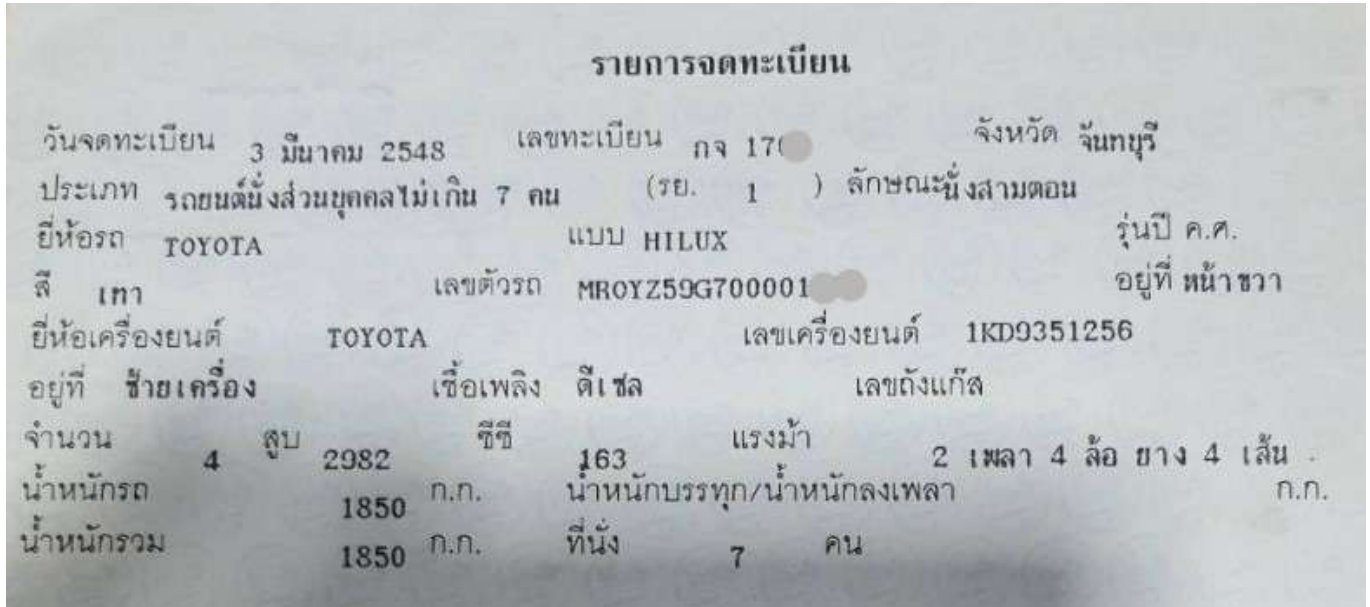 รายการจดทะเบียน
วันจดทะเบียน 3 มีนาคม 2548 เลขทะเบียน กจ 17 จังหวัด จันทบุรี
ประเภท รถยนต์นั่งส่วนบุคคลไม่เกิน 7 คน (รย. 1 ) ลักษณะนั่งสามตอน
ยี่ห้อรถ TOYOTA แบบ HILUX รุ่นปี ค.ศ.
สี เทา เลขตัวรถ MR0YZ59G700001 อยู่ที่ หน้าขวา
ยี่ห้อเครื่องยนต์ TOYOTA เลขเครื่องยนต์ 1KD9351256
อยู่ที่ ซ้ายเครื่อง เชื้อเพลิง ดีเซล เลขถังแก๊ส
จำนวน 4 สูบ 2982 ซีซี 163 แรงม้า 2 เพลา 4 ล้อ ยาง 4 เส้น
น้ำหนักรถ 1850 ก.ก. น้ำหนักบรรทุก/น้ำหนักลงเพลา ก.ก.
น้ำหนักรวม 1850 ก.ก. ที่นั่ง 7 คน